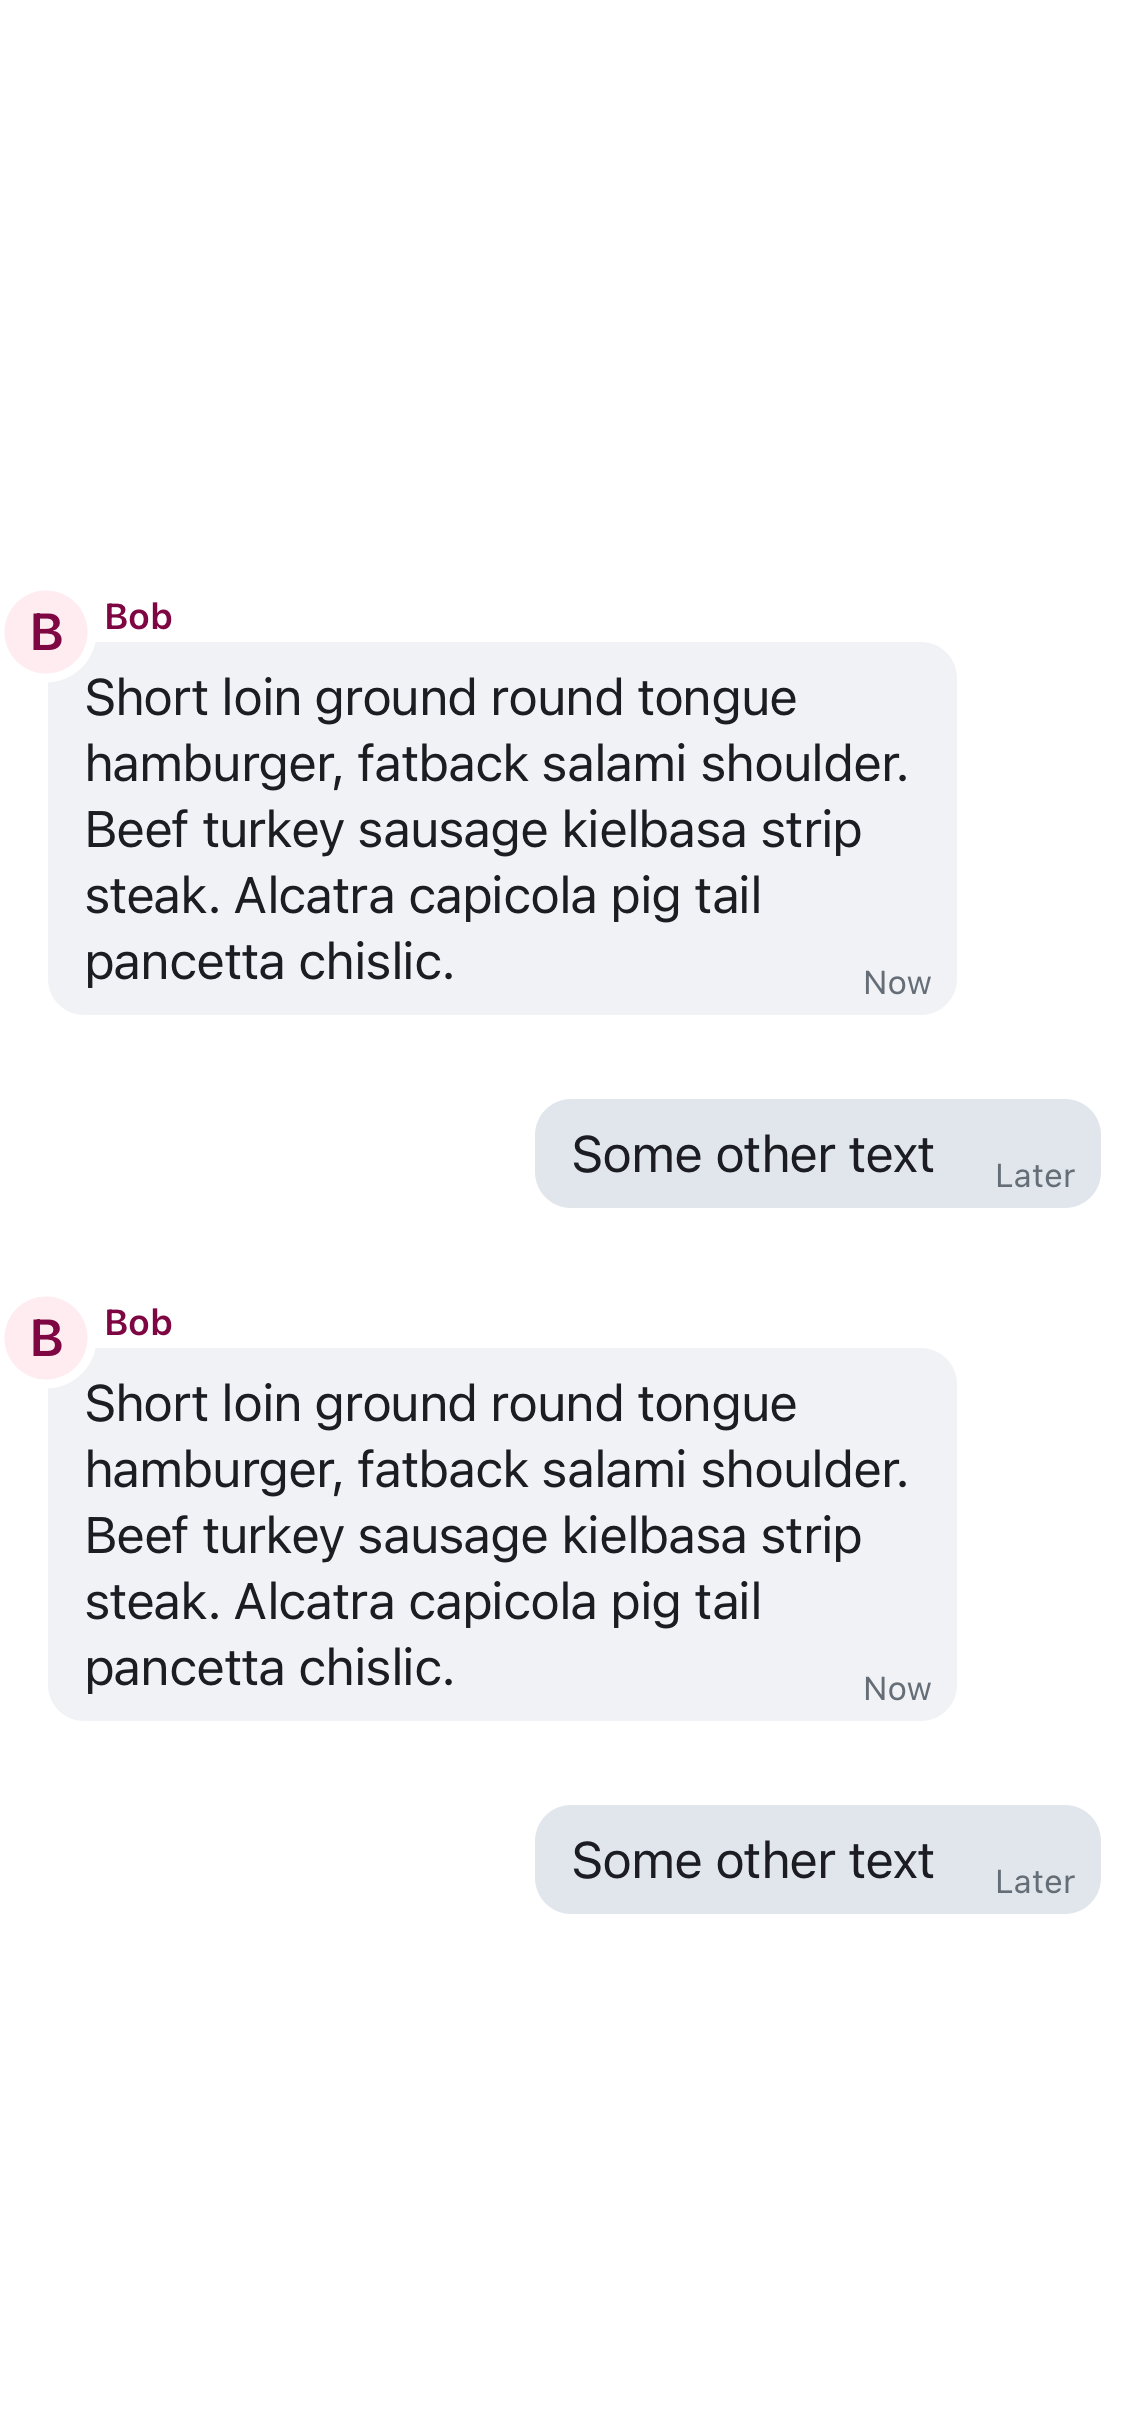 B
Bob
Short loin ground round tongue
hamburger, fatback salami shoulder.
Beef turkey sausage kielbasa strip
steak. Alcatra capicola pig tail
pancetta chislic.
Now
Some other text
Later
B
Bob
Short loin ground round tongue
hamburger, fatback salami shoulder.
Beef turkey sausage kielbasa strip
steak. Alcatra capicola pig tail
pancetta chislic.
Now
Some other text
Later